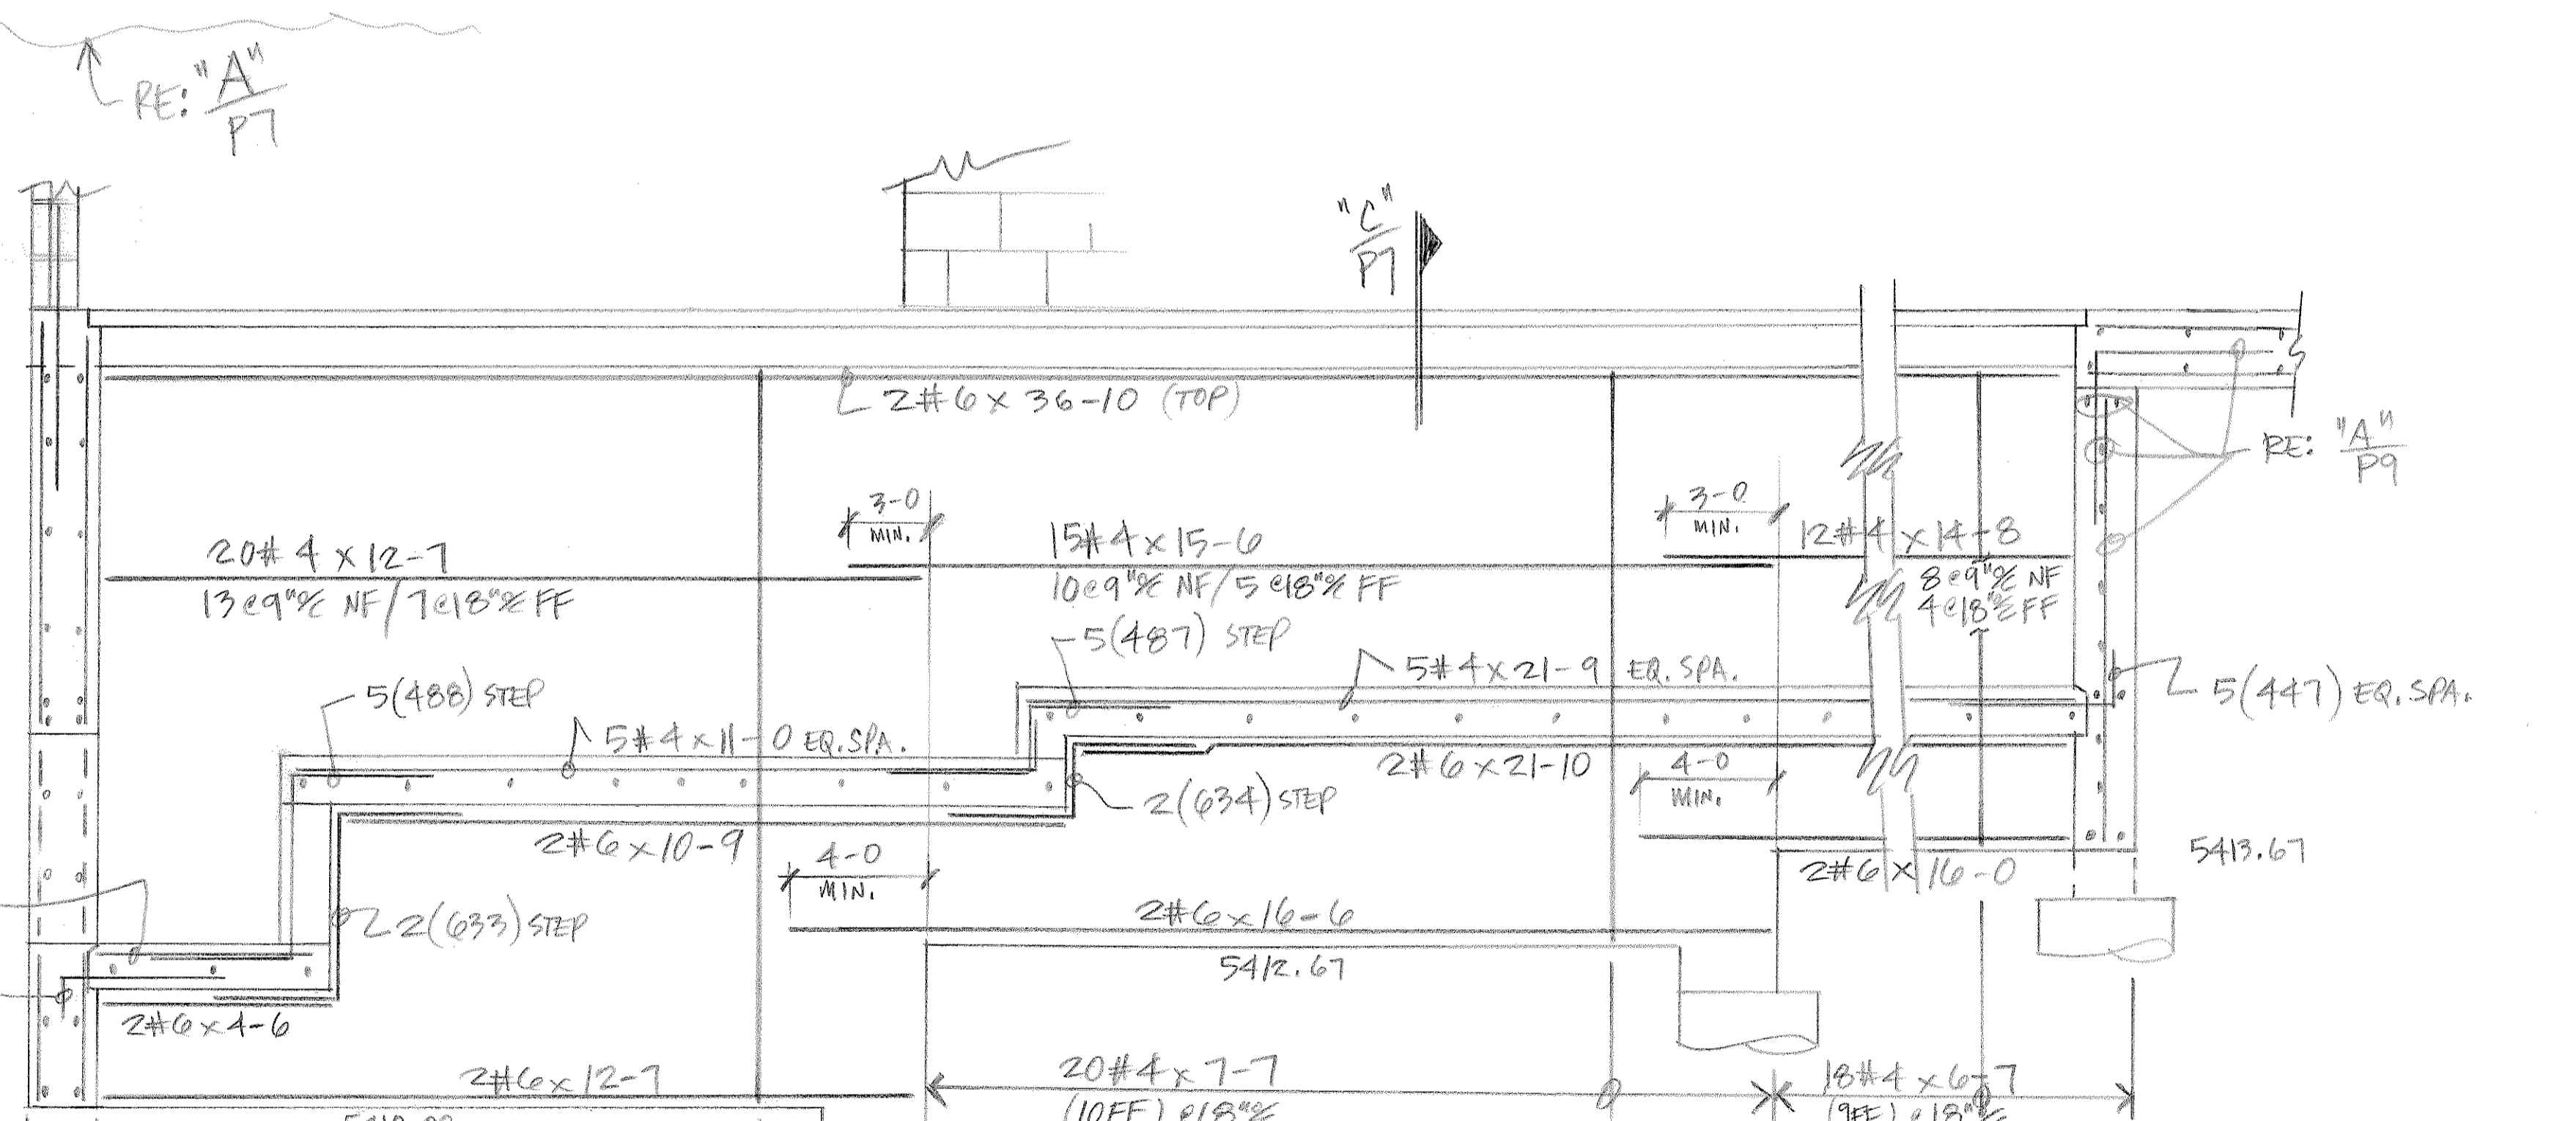 RE: "A"
P7
"C"
P7
2#6 x 36-10 (TOP)
RE: "A"
P9
3-0
MIN.
3-0
MIN.
20#4 x 12-7
13@9"o/c NF/7@18"o/c FF
15#4 x 15-6
10@9"o/c NF/5@18"o/c FF
12#4 x 14-8
8@9"o/c NF
4@18"o/c FF
5(487) STEP
5#4 x 21-9 EQ. SPA.
5(488) STEP
5(447) EQ. SPA.
5#4 x 11-0 EQ. SPA.
2#6 x 21-10
4-0
MIN.
2(634) STEP
2#6 x 10-9
4-0
MIN.
5413.67
2#6 x 16-0
2#6 x 16-6
2(633) STEP
5412.67
2#6 x 4-6
2#6 x 12-7
20#4 x 7-7
(10FF) @18"o/c
18#4 x 6-7
(9FF) @18"o/c